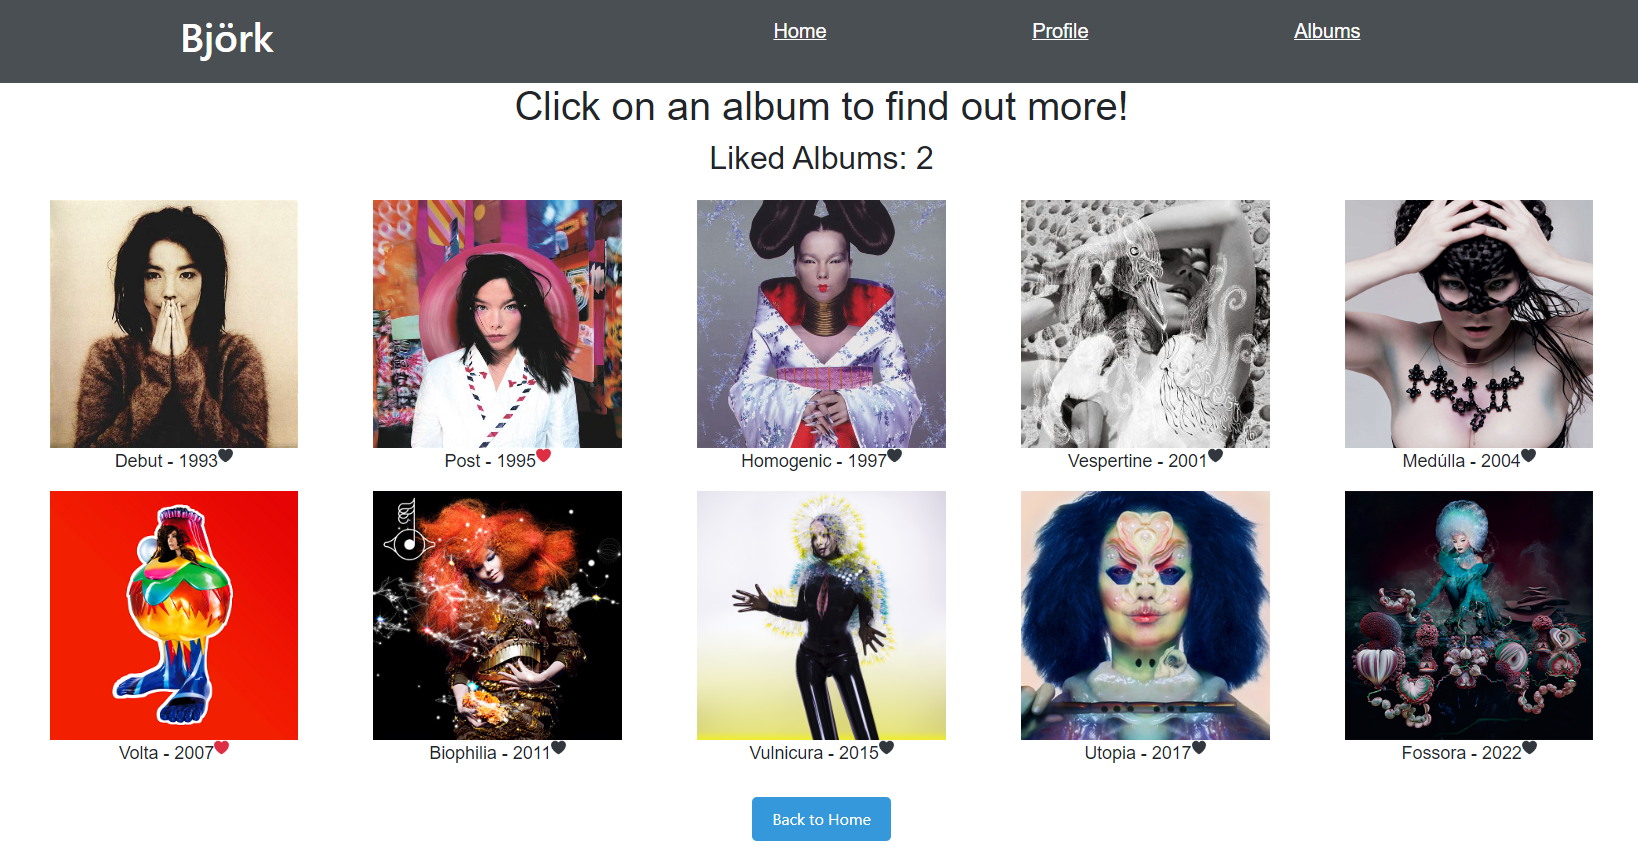 Björk
Home
Profile
Albums
Click on an album to find out more!
Liked Albums: 2
Debut - 1993
Post - 1995
Homogenic - 1997
Vespertine - 2001
Medúlla - 2004
Volta - 2007
Biophilia - 2011
Vulnicura - 2015
Utopia - 2017
Fossora - 2022
Back to Home